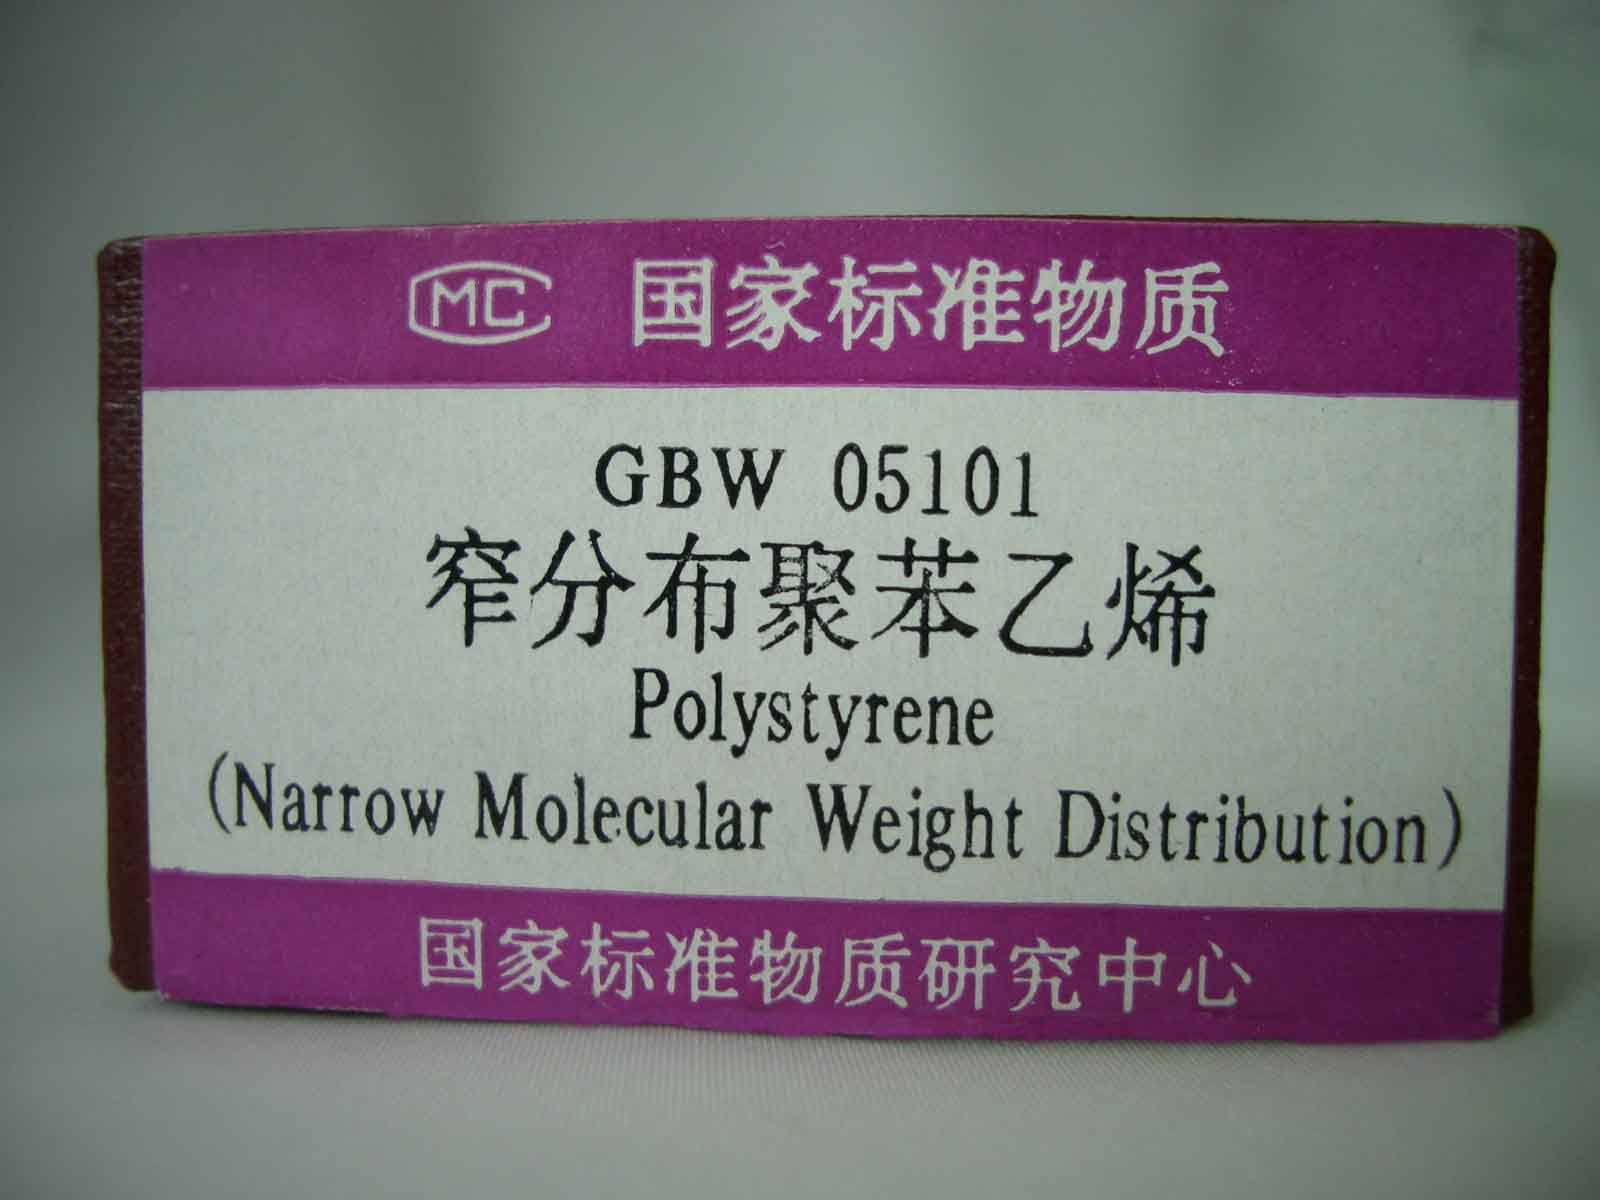 MC 国家标准物质
GBW 05101
窄分布聚苯乙烯
Polystyrene
(Narrow Molecular Weight Distribution)
国家标准物质研究中心